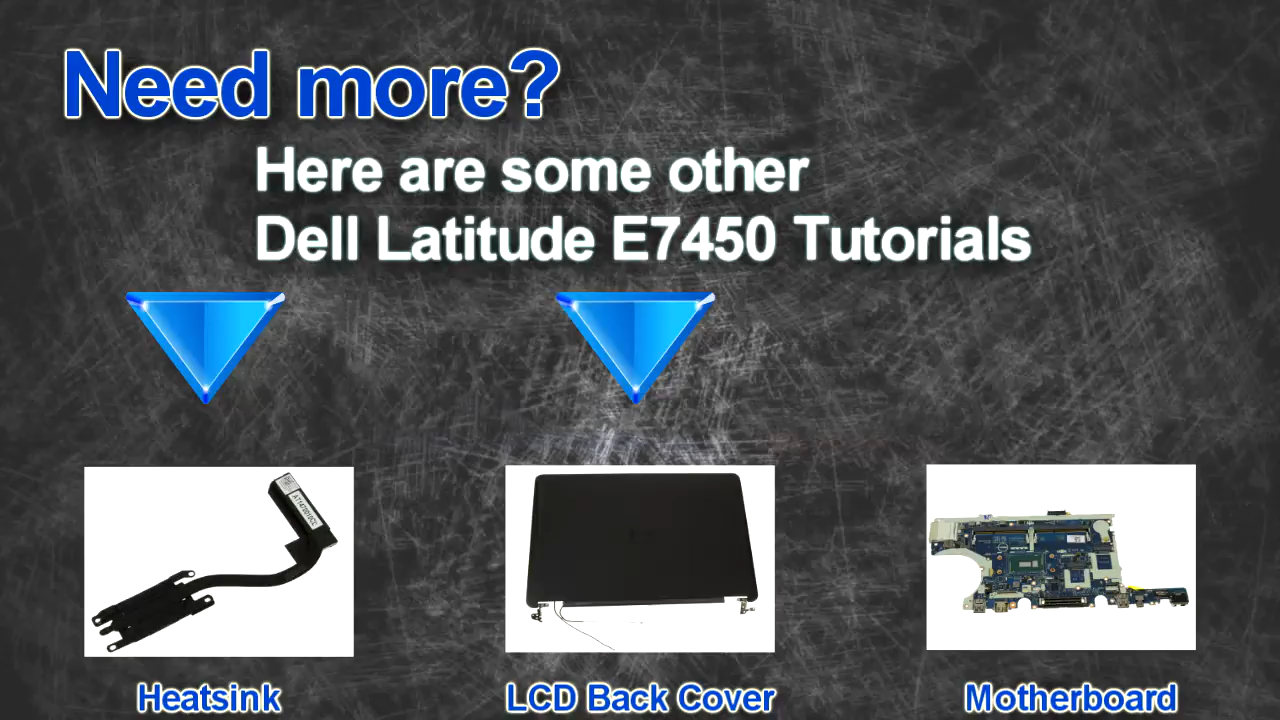 Need more?
Here are some other
Dell Latitude E7450 Tutorials
Heatsink
LCD Back Cover
Motherboard